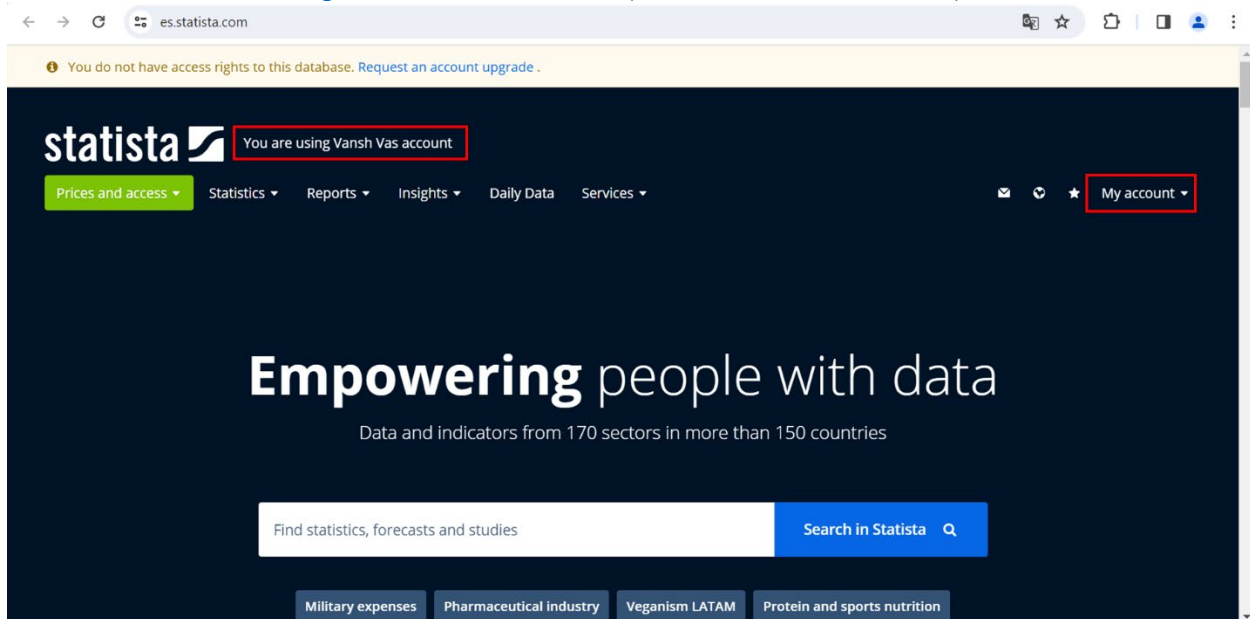 es.statista.com
You do not have access rights to this database. Request an account upgrade .
statista
You are using Vansh Vas account
Prices and access
Statistics
Reports
Insights
Daily Data
Services
My account
Empowering people with data
Data and indicators from 170 sectors in more than 150 countries
Find statistics, forecasts and studies
Search in Statista
Military expenses
Pharmaceutical industry
Veganism LATAM
Protein and sports nutrition